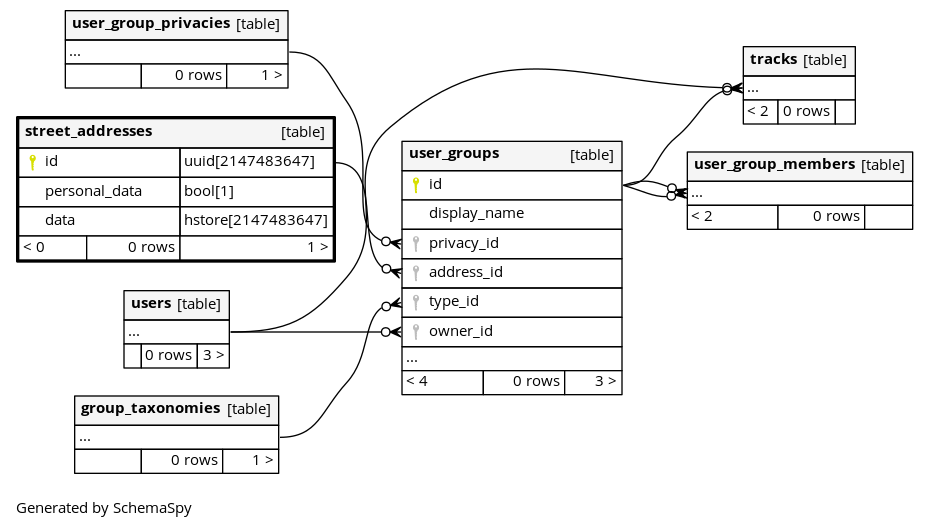 user_group_privacies [table]
...
0 rows 1 >
street_addresses [table]
id uuid[2147483647]
personal_data bool[1]
data hstore[2147483647]
< 0 0 rows 1 >
users [table]
...
0 rows 3 >
group_taxonomies [table]
...
0 rows 1 >
user_groups [table]
id
display_name
privacy_id
address_id
type_id
owner_id
...
< 4 0 rows 3 >
tracks [table]
...
< 2 0 rows
user_group_members [table]
...
< 2 0 rows
Generated by SchemaSpy